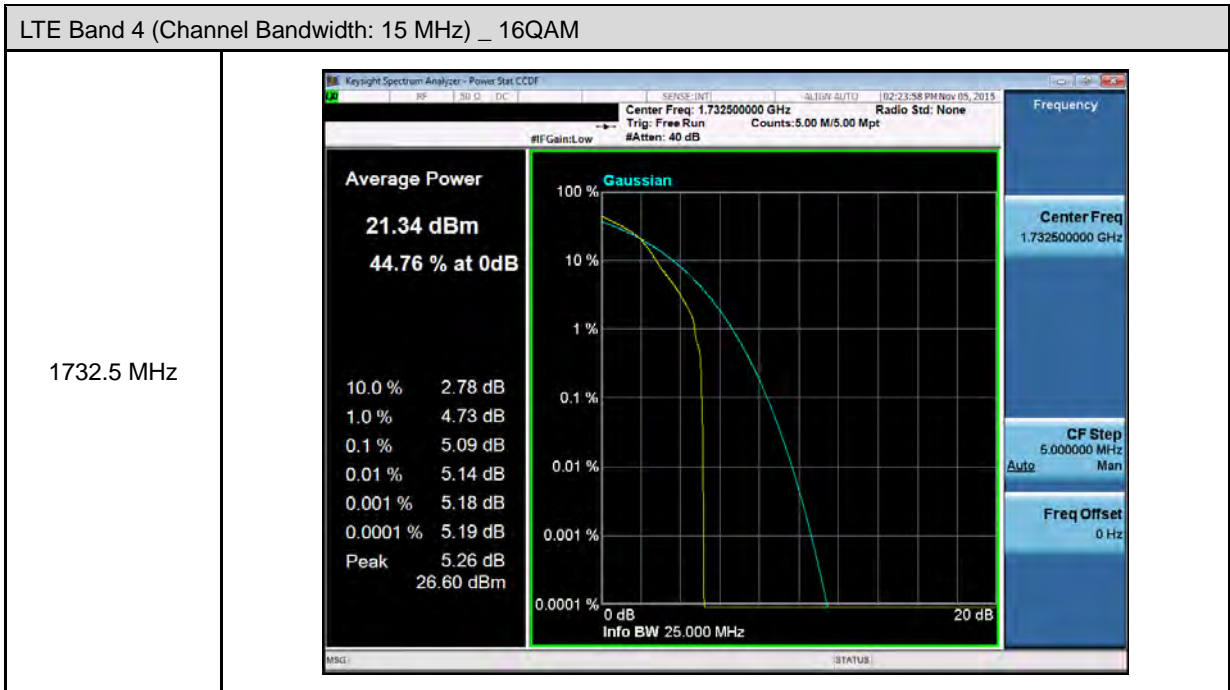 LTE Band 4 (Channel Bandwidth: 15 MHz) _ 16QAM
1732.5 MHz
Keysight Spectrum Analyzer - Power Stat CCDF
RF 50 Ω DC SENSE:INT ALIGN AUTO 02:23:58 PM Nov 05, 2015
Center Freq: 1.732500000 GHz Radio Std: None
Trig: Free Run Counts:5.00 M/5.00 Mpt
#IFGain:Low #Atten: 40 dB
Frequency
Average Power
21.34 dBm
44.76 % at 0dB
10.0 % 2.78 dB
1.0 % 4.73 dB
0.1 % 5.09 dB
0.01 % 5.14 dB
0.001 % 5.18 dB
0.0001 % 5.19 dB
Peak 5.26 dB
26.60 dBm
Gaussian
100 %
10 %
1 %
0.1 %
0.01 %
0.001 %
0.0001 %
0 dB 20 dB
Info BW 25.000 MHz
Center Freq
1.732500000 GHz
CF Step
5.000000 MHz
Auto Man
Freq Offset
0 Hz
MSG STATUS